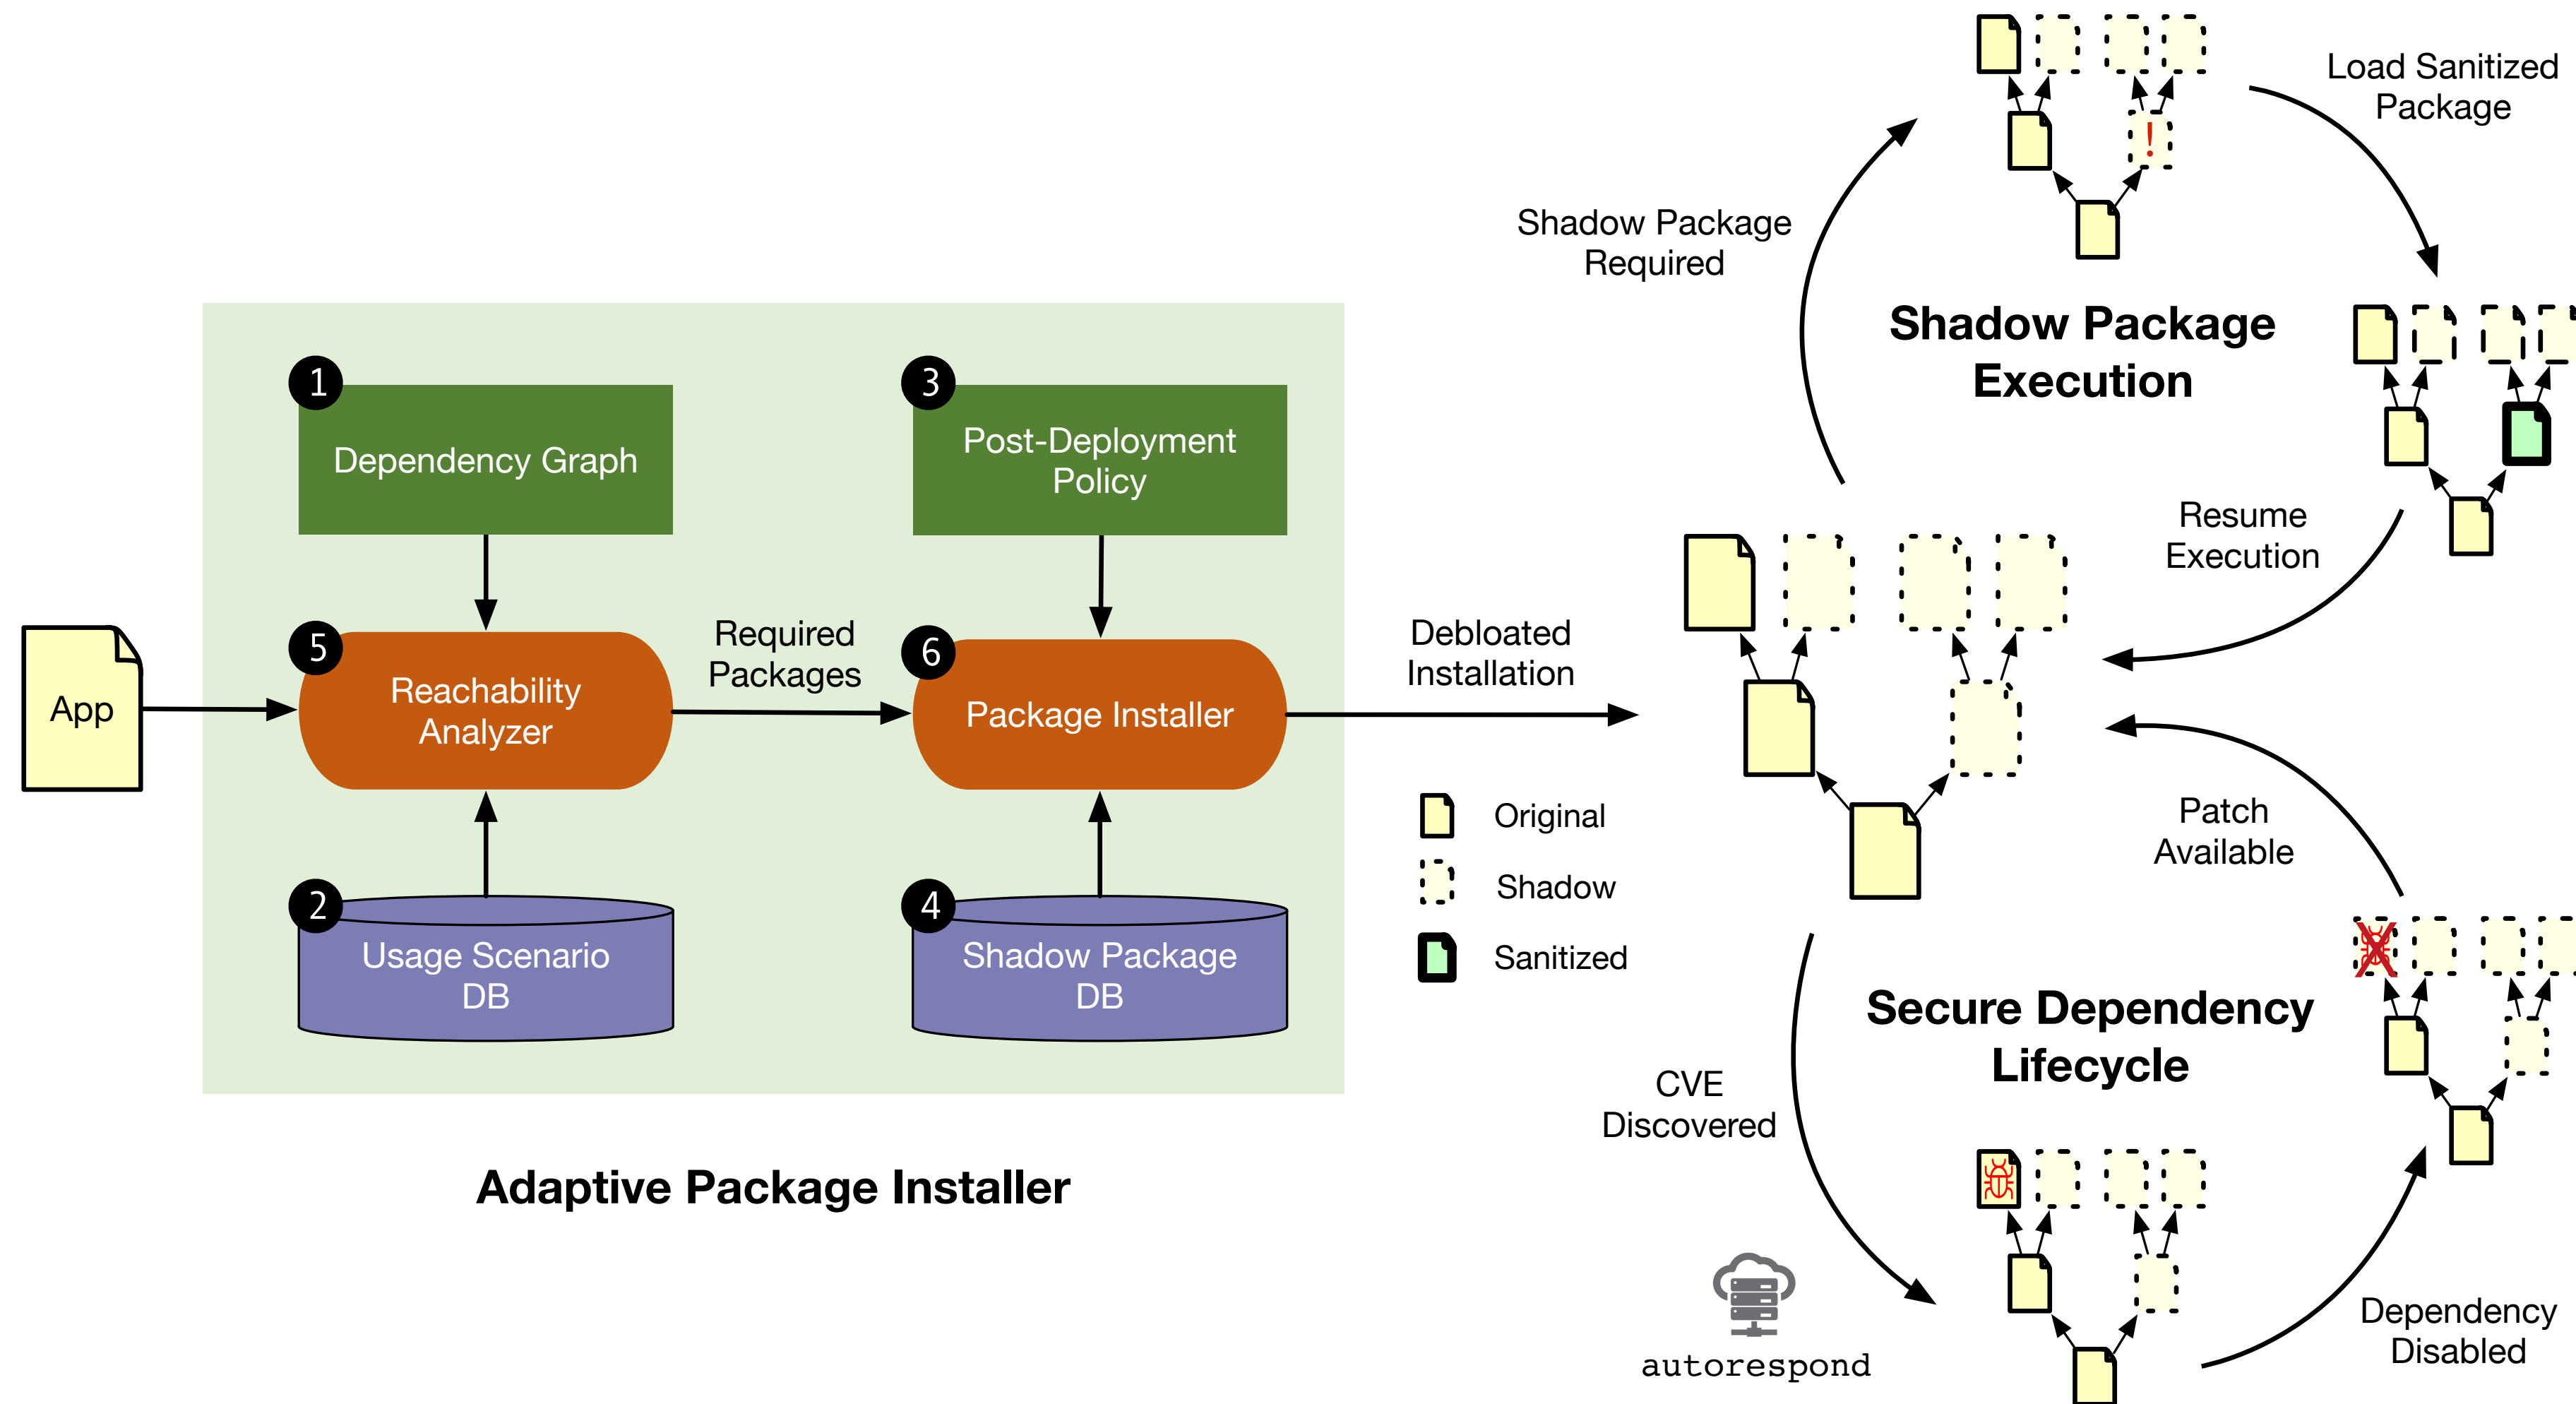 App
1
Dependency Graph
2
Usage Scenario
DB
3
Post-Deployment
Policy
4
Shadow Package
DB
5
Reachability
Analyzer
Required
Packages
6
Package Installer
Adaptive Package Installer
Debloated
Installation
Original
Shadow
Sanitized
Shadow Package
Required
!
Load Sanitized
Package
Shadow Package
Execution
Resume
Execution
Patch
Available
Secure Dependency
Lifecycle
CVE
Discovered
autorespond
Dependency
Disabled